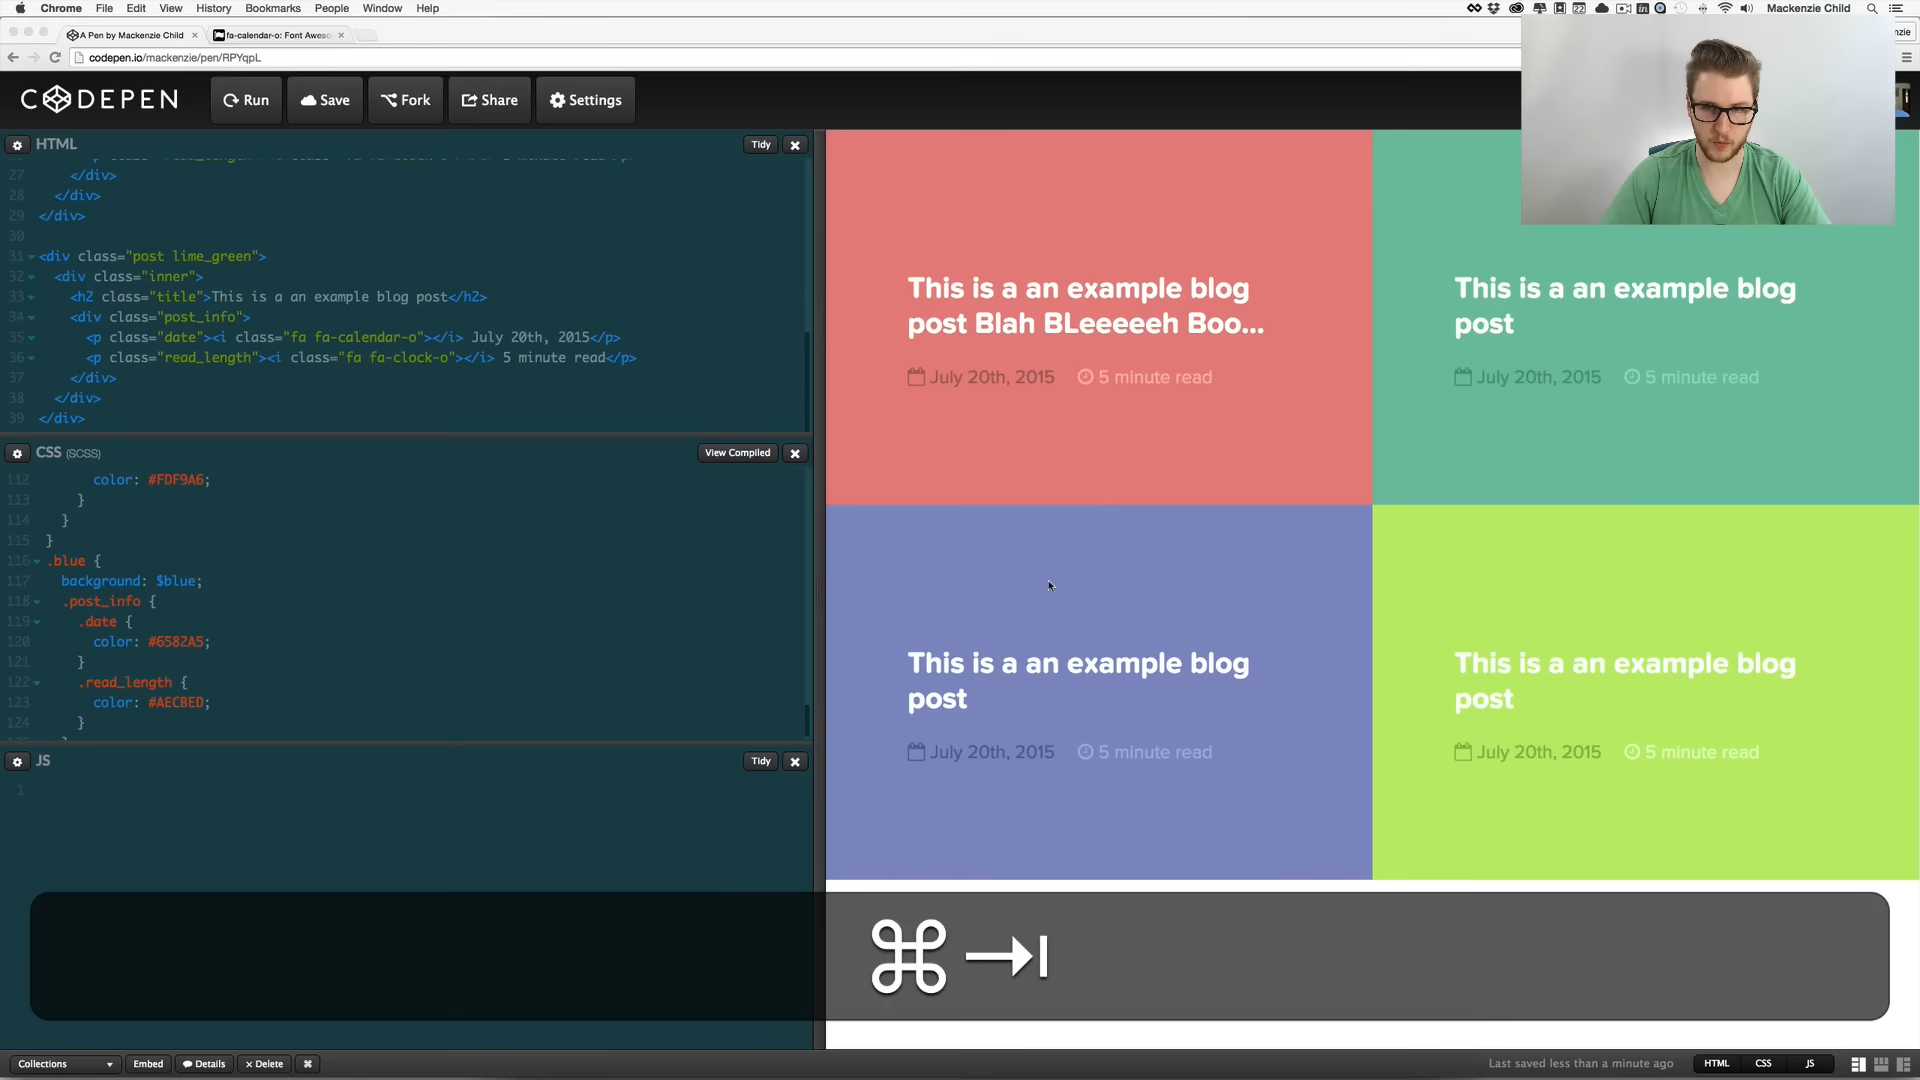 Chrome File Edit View History Bookmarks People Window Help
22
Mackenzie Child
A Pen by Mackenzie Child
fa-calendar-o: Font Aweso
nzie
codepen.io/mackenzie/pen/RPYqpL
CODEPEN
Run
Save
Fork
Share
Settings
HTML
Tidy
27 </div>
28 </div>
29 </div>
30
31 <div class="post lime_green">
32 <div class="inner">
33 <h2 class="title">This is a an example blog post</h2>
34 <div class="post_info">
35 <p class="date"><i class="fa fa-calendar-o"></i> July 20th, 2015</p>
36 <p class="read_length"><i class="fa fa-clock-o"></i> 5 minute read</p>
37 </div>
38 </div>
39 </div>
CSS (SCSS)
View Compiled
112 color: #FDF9A6;
113 }
114 }
115 }
116 .blue {
117 background: $blue;
118 .post_info {
119 .date {
120 color: #6582A5;
121 }
122 .read_length {
123 color: #AECBED;
124 }
JS
Tidy
1
This is a an example blog
post Blah BLeeeeeh Boo...
July 20th, 2015 5 minute read
This is a an example blog
post
July 20th, 2015 5 minute read
This is a an example blog
post
July 20th, 2015 5 minute read
This is a an example blog
post
July 20th, 2015 5 minute read
Collections
Embed
Details
x Delete
⌘
Last saved less than a minute ago
HTML
CSS
JS
⌘ ⇥